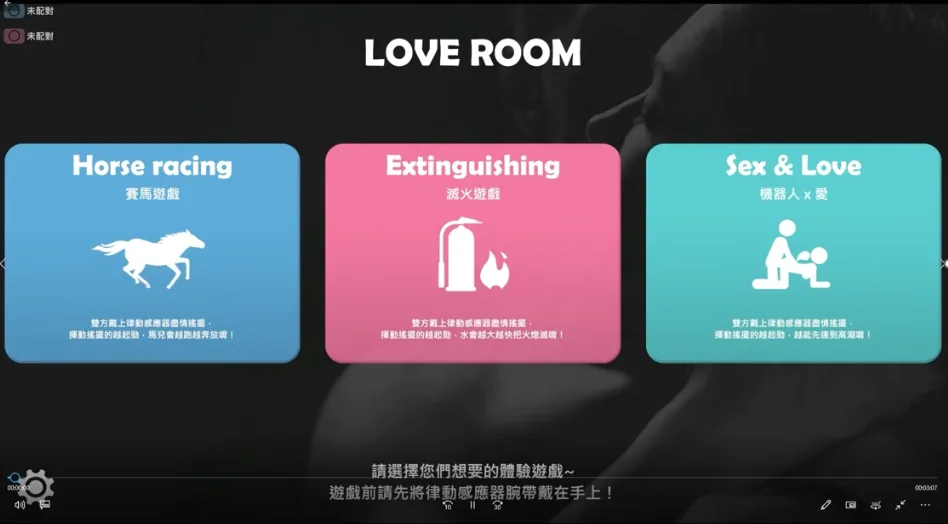 未配對
未配對
LOVE ROOM
Horse racing
賽馬遊戲
雙方戴上律動感應器盡情搖擺，
揮動搖擺的越起勁，馬兒會越跑越奔放唷！
Extinguishing
滅火遊戲
雙方戴上律動感應器盡情搖擺，
揮動搖擺的越起勁，水會越大越快把火熄滅唷！
Sex & Love
機器人 x 愛
雙方戴上律動感應器盡情搖擺，
揮動搖擺的越起勁，越能先達到高潮唷！
請選擇您們想要的體驗遊戲~
遊戲前請先將律動感應器腕帶戴在手上！
00:03:07
10
30